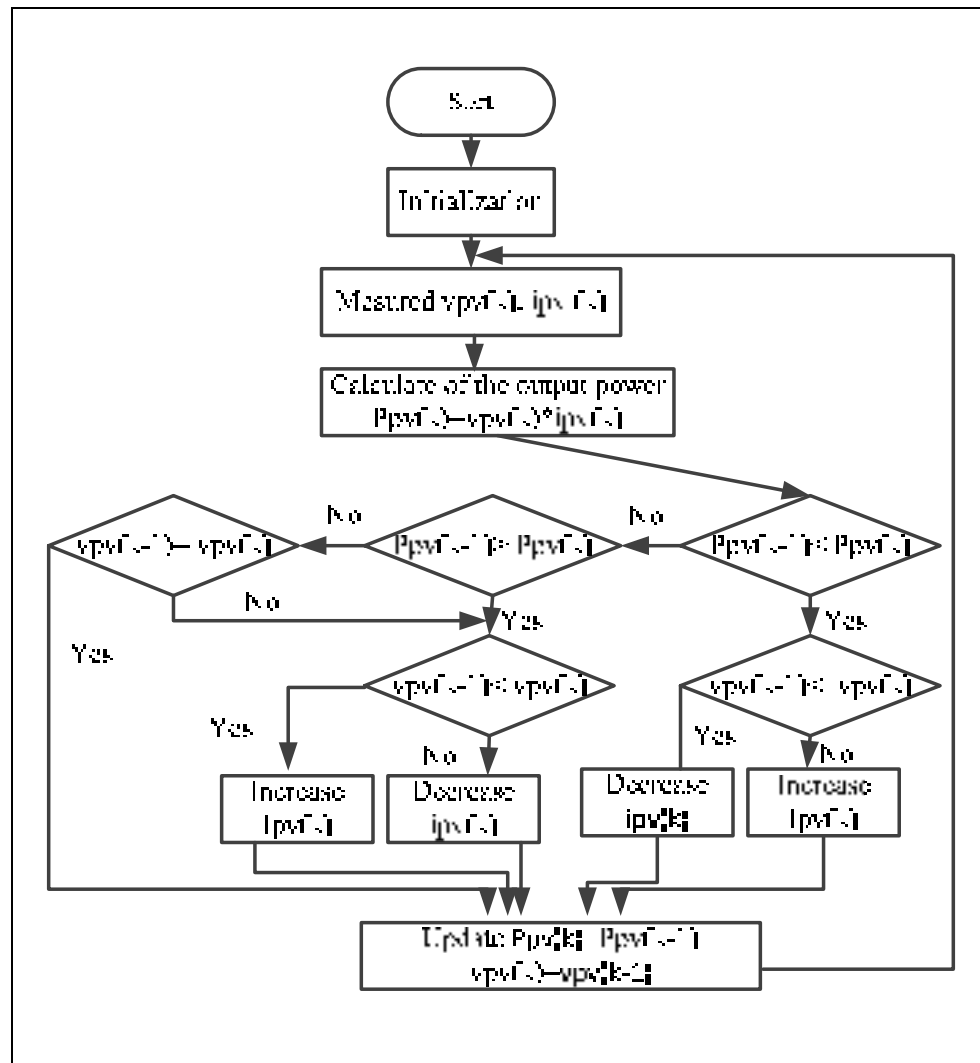 Start
Initialization
Measured vpv(k), ipv(k)
Calculate of the output power
Ppv(k)=vpv(k)*ipv(k)
No
No
vpv(k-1)= vpv(k)
Ppv(k-1)> Ppv(k)
Ppv(k-1)< Ppv(k)
No
Yes
Yes
Yes
vpv(k-1)< vpv(k)
vpv(k-1)< vpv(k)
Yes
No
Yes
No
Increase
Ipv(k)
Decrease
ipv(k)
Decrease
ipv(k)
Increase
Ipv(k)
Update Ppv(k) Ppv(k-1)
vpv(k)=vpv(k-1)